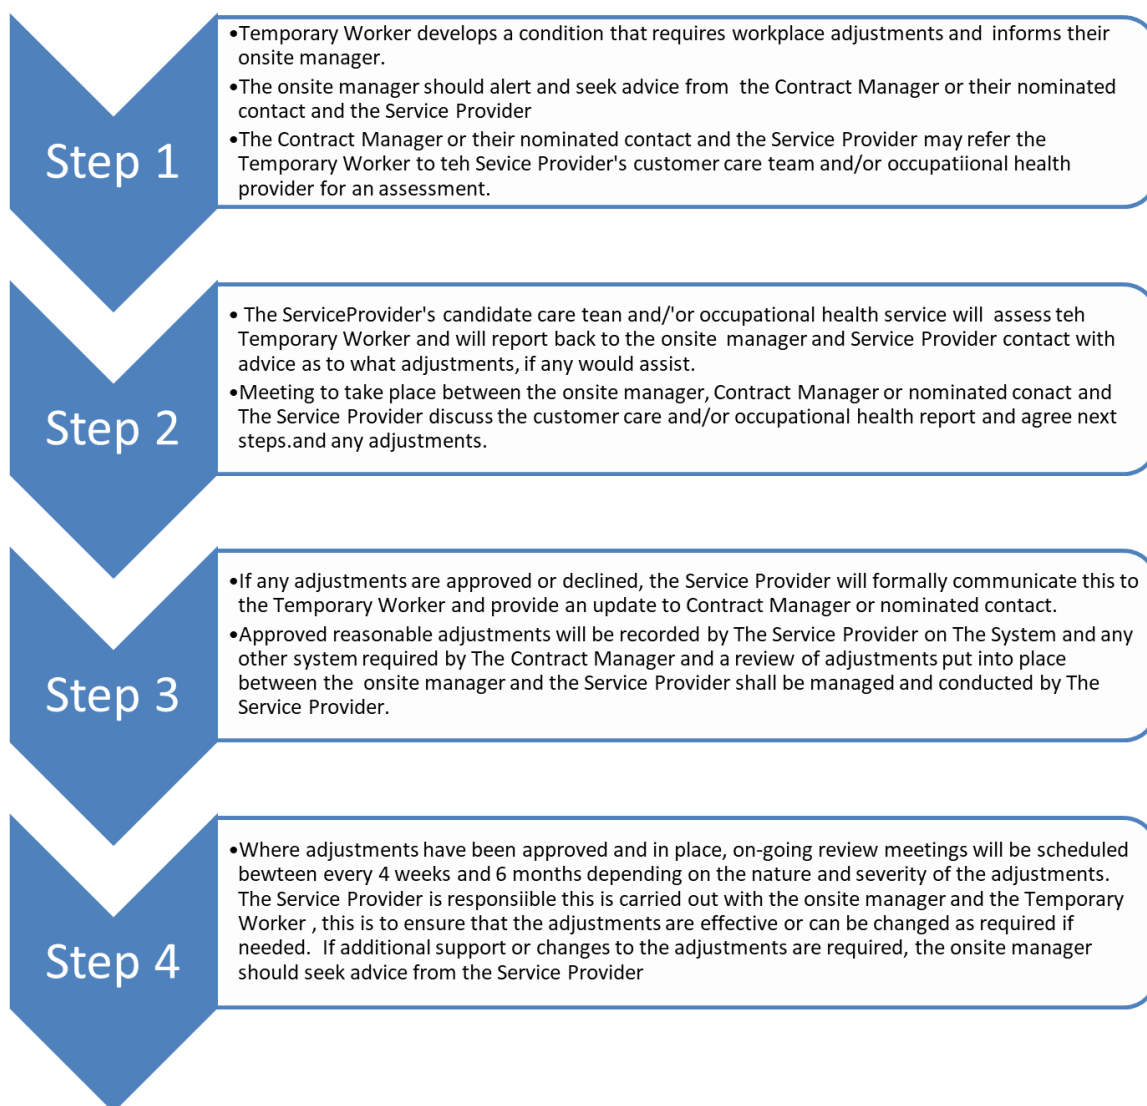 Step 1
•Temporary Worker develops a condition that requires workplace adjustments and informs their
onsite manager.
•The onsite manager should alert and seek advice from the Contract Manager or their nominated
contact and the Service Provider
•The Contract Manager or their nominated contact and the Service Provider may refer the
Temporary Worker to teh Sevice Provider's customer care team and/or occupatiional health
provider for an assessment.
Step 2
• The ServiceProvider's candidate care tean and/'or occupational health service will assess teh
Temporary Worker and will report back to the onsite manager and Service Provider contact with
advice as to what adjustments, if any would assist.
•Meeting to take place between the onsite manager, Contract Manager or nominated conact and
The Service Provider discuss the customer care and/or occupational health report and agree next
steps.and any adjustments.
Step 3
•If any adjustments are approved or declined, the Service Provider will formally communicate this to
the Temporary Worker and provide an update to Contract Manager or nominated contact.
•Approved reasonable adjustments will be recorded by The Service Provider on The System and any
other system required by The Contract Manager and a review of adjustments put into place
between the onsite manager and the Service Provider shall be managed and conducted by The
Service Provider.
Step 4
•Where adjustments have been approved and in place, on-going review meetings will be scheduled
bewteen every 4 weeks and 6 months depending on the nature and severity of the adjustments.
The Service Provider is responsiible this is carried out with the onsite manager and the Temporary
Worker , this is to ensure that the adjustments are effective or can be changed as required if
needed. If additional support or changes to the adjustments are required, the onsite manager
should seek advice from the Service Provider